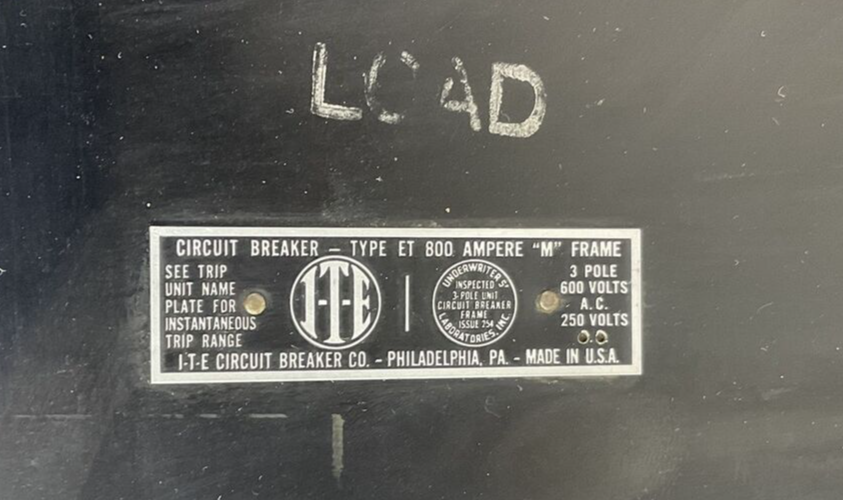 LOAD
CIRCUIT BREAKER – TYPE ET 800 AMPERE "M" FRAME
SEE TRIP
UNIT NAME
PLATE FOR
INSTANTANEOUS
TRIP RANGE
I-T-E
UNDERWRITERS'
INSPECTED
3-POLE UNIT
CIRCUIT BREAKER
FRAME
ISSUE 254
LABORATORIES, INC.
3 POLE
600 VOLTS
A.C.
250 VOLTS
I-T-E CIRCUIT BREAKER CO. - PHILADELPHIA, PA. - MADE IN U.S.A.